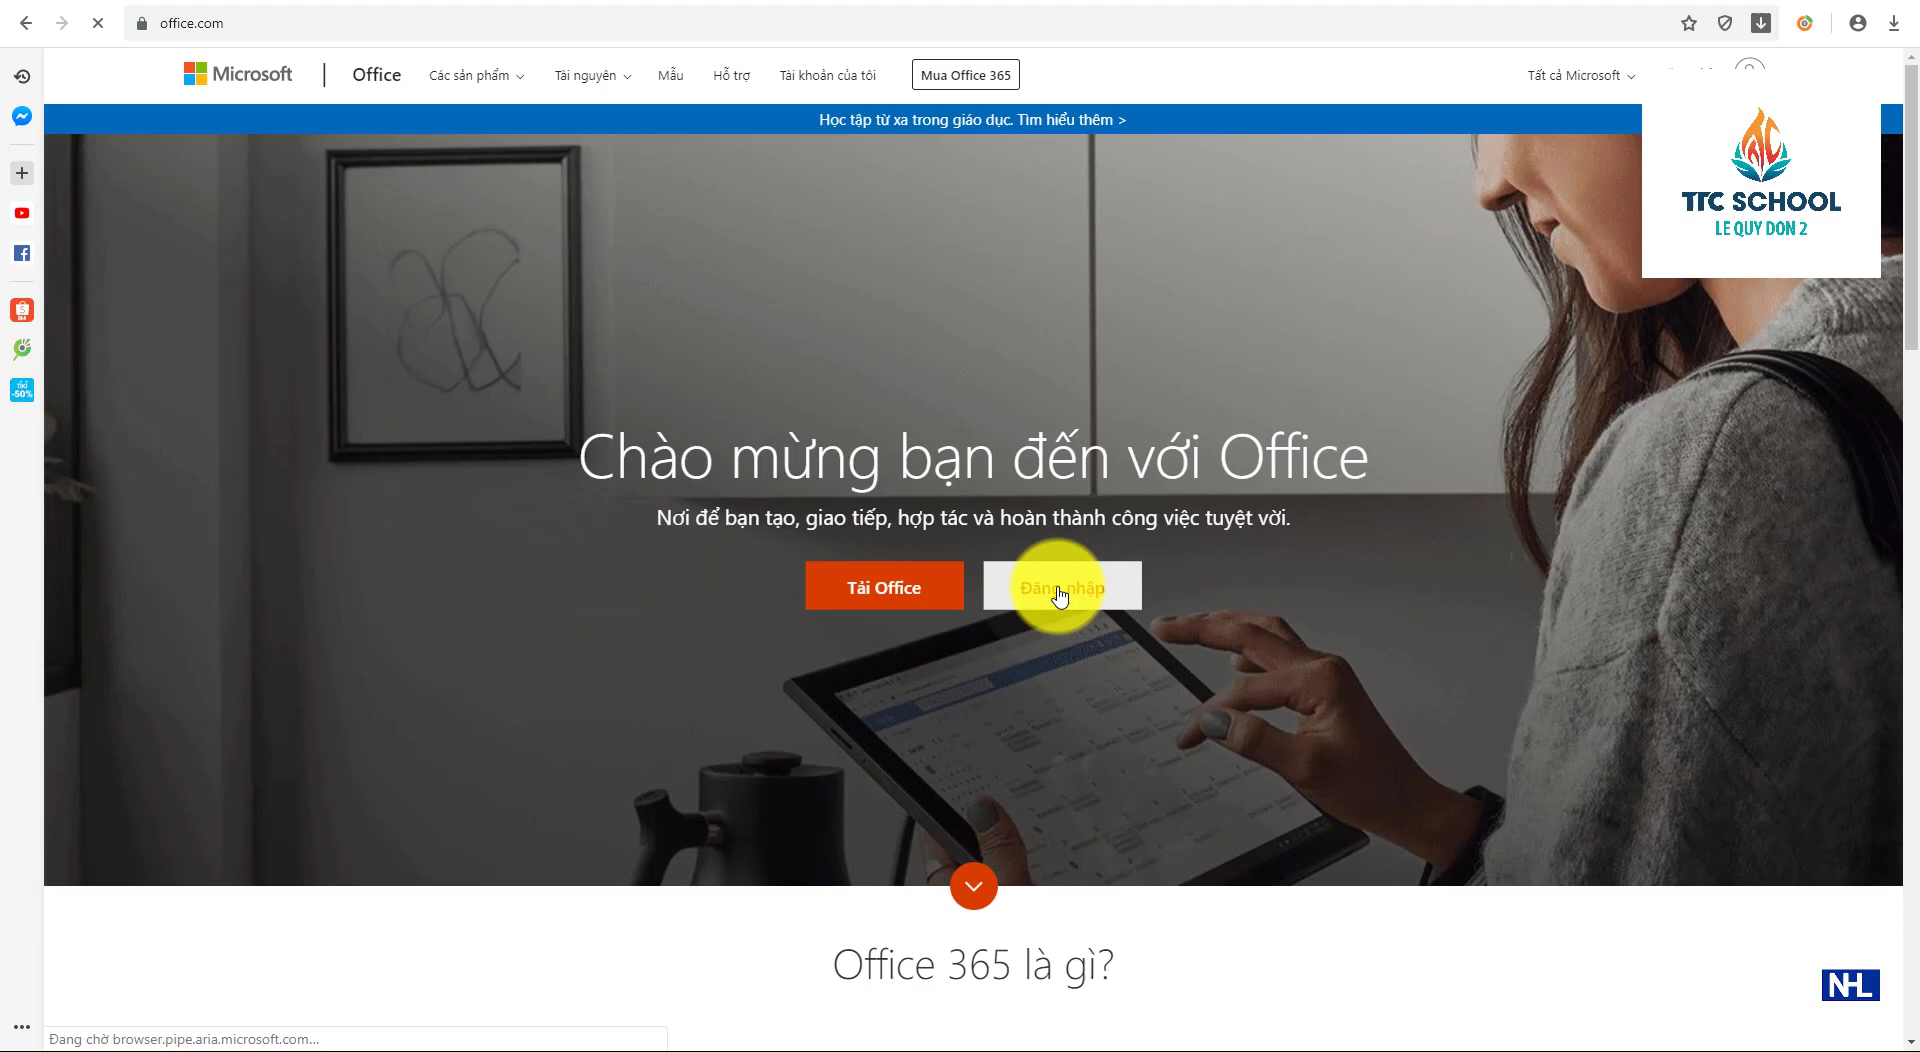 office.com
Microsoft
Office
Các sản phẩm
Tài nguyên
Mẫu
Hỗ trợ
Tài khoản của tôi
Mua Office 365
Tất cả Microsoft
Học tập từ xa trong giáo dục. Tìm hiểu thêm >
TTC SCHOOL
LE QUY DON 2
TIKI
-50%
Chào mừng bạn đến với Office
Nơi để bạn tạo, giao tiếp, hợp tác và hoàn thành công việc tuyệt vời.
Tải Office
Đăng nhập
Office 365 là gì?
NHL
Đang chờ browser.pipe.aria.microsoft.com...